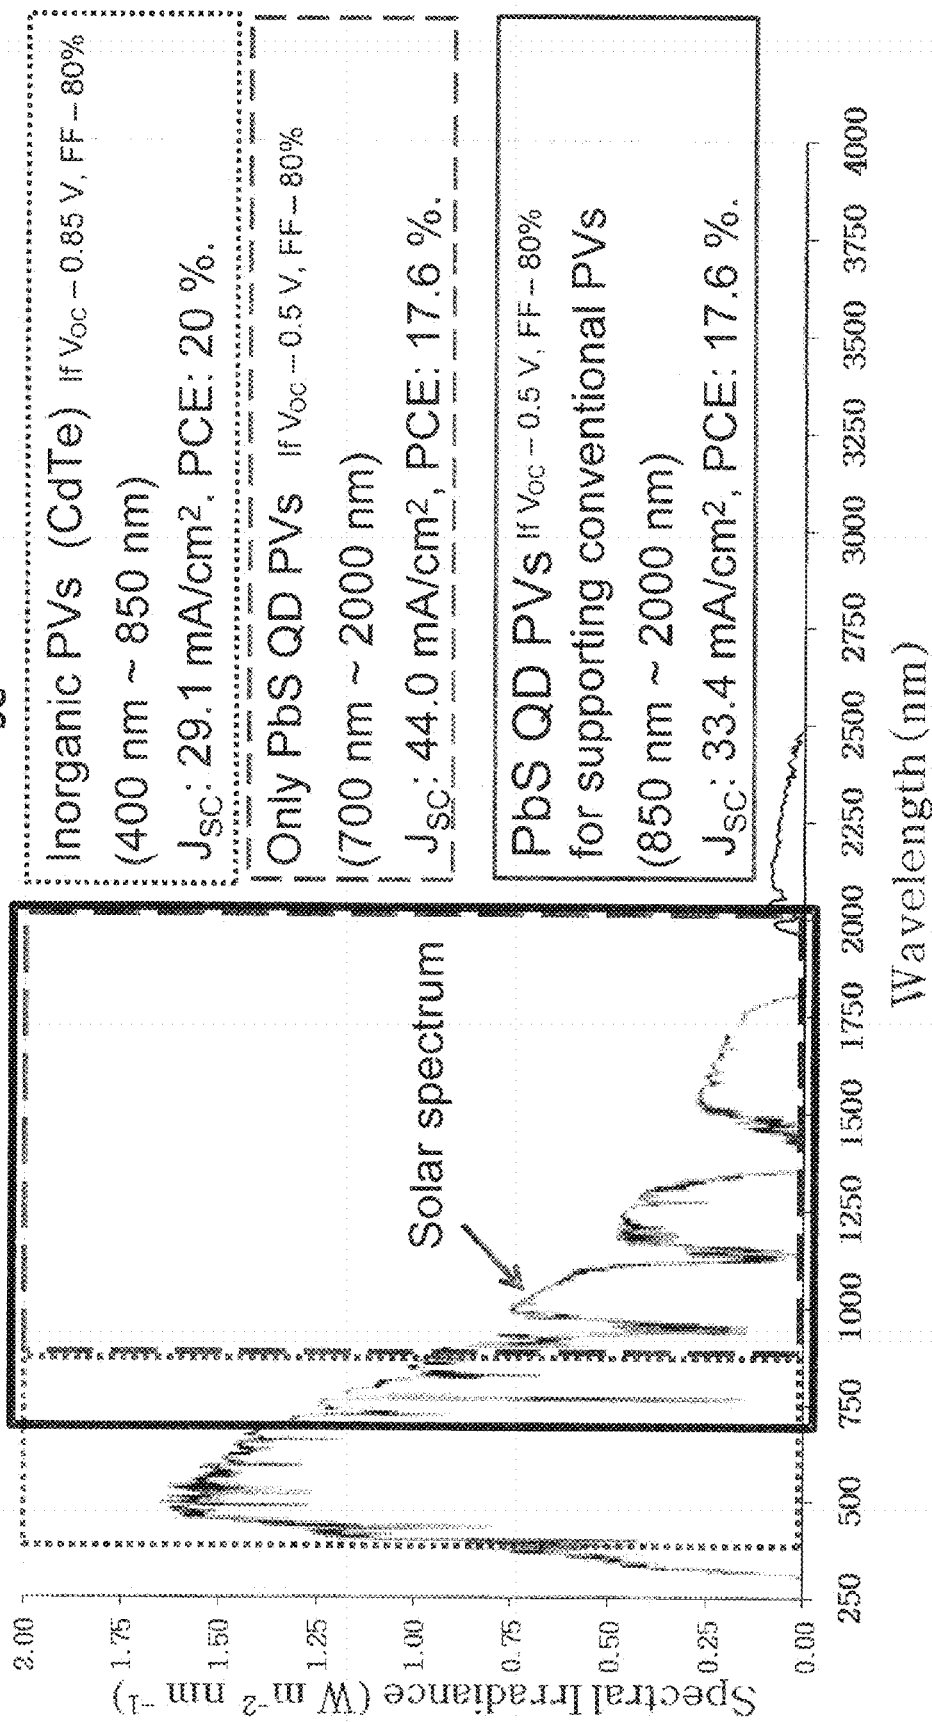 Inorganic PVs (CdTe) If VOC – 0.85 V, FF – 80%
(400 nm ~ 850 nm)
JSC: 29.1 mA/cm². PCE: 20 %.
Only PbS QD PVs If VOC – 0.5 V, FF – 80%
(700 nm ~ 2000 nm)
JSC: 44.0 mA/cm², PCE: 17.6 %.
PbS QD PVs If VOC – 0.5 V, FF – 80%
for supporting conventional PVs
(850 nm ~ 2000 nm)
JSC: 33.4 mA/cm², PCE: 17.6 %.
Solar spectrum
Spectral Irradiance (W m⁻² nm⁻¹)
2.00
1.75
1.50
1.25
1.00
0.75
0.50
0.25
0.00
250 500 750 1000 1250 1500 1750 2000 2250 2500 2750 3000 3250 3500 3750 4000
Wavelength (nm)